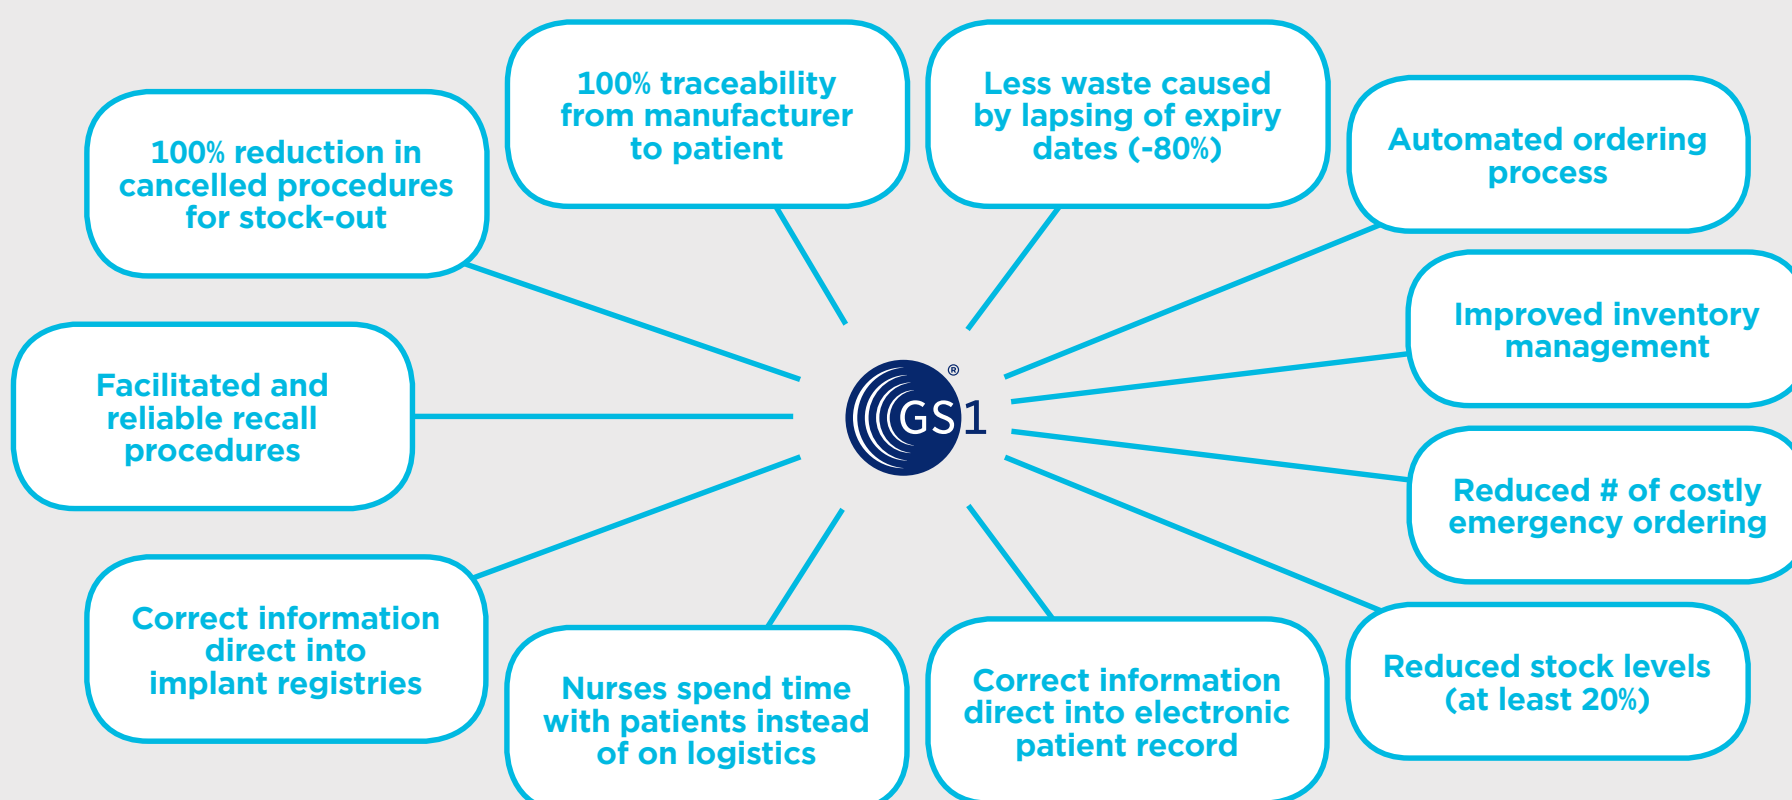 100% traceability
from manufacturer
to patient
Less waste caused
by lapsing of expiry
dates (-80%)
Automated ordering
process
100% reduction in
cancelled procedures
for stock-out
Improved inventory
management
Facilitated and
reliable recall
procedures
GS1®
Reduced # of costly
emergency ordering
Correct information
direct into
implant registries
Nurses spend time
with patients instead
of on logistics
Correct information
direct into electronic
patient record
Reduced stock levels
(at least 20%)